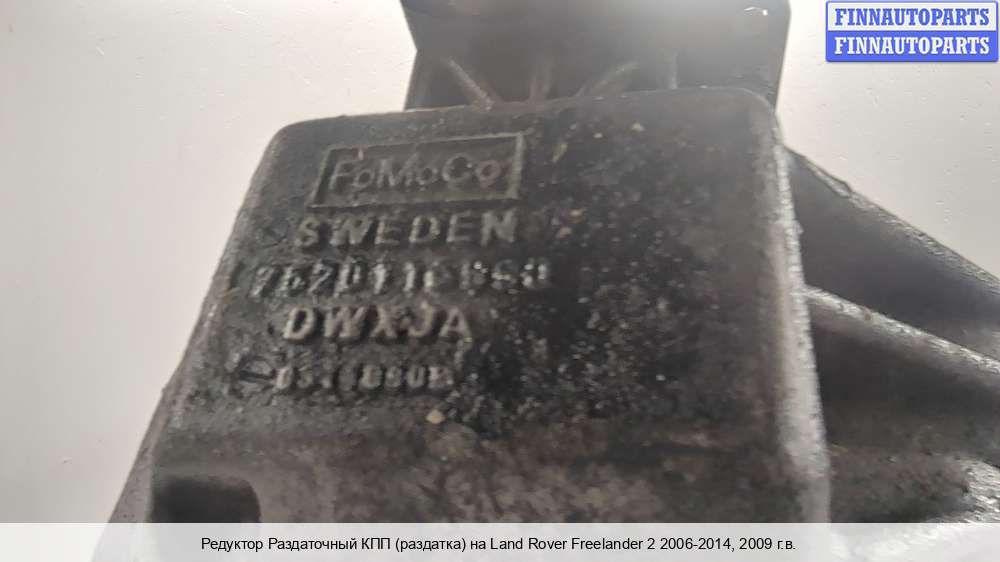 FINNAUTOPARTS
FINNAUTOPARTS
FoMoCo
SWEDEN
DWXJA
Редуктор Раздаточный КПП (раздатка) на Land Rover Freelander 2 2006-2014, 2009 г.в.